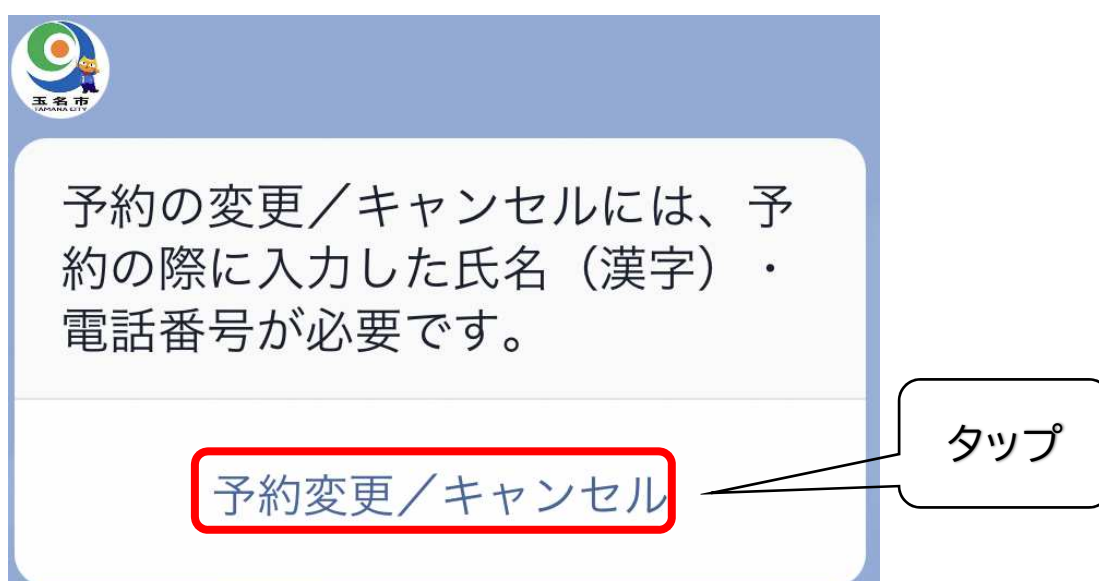 玉名市
TAMANA CITY
予約の変更／キャンセルには、予
約の際に入力した氏名（漢字）・
電話番号が必要です。
タップ
予約変更／キャンセル